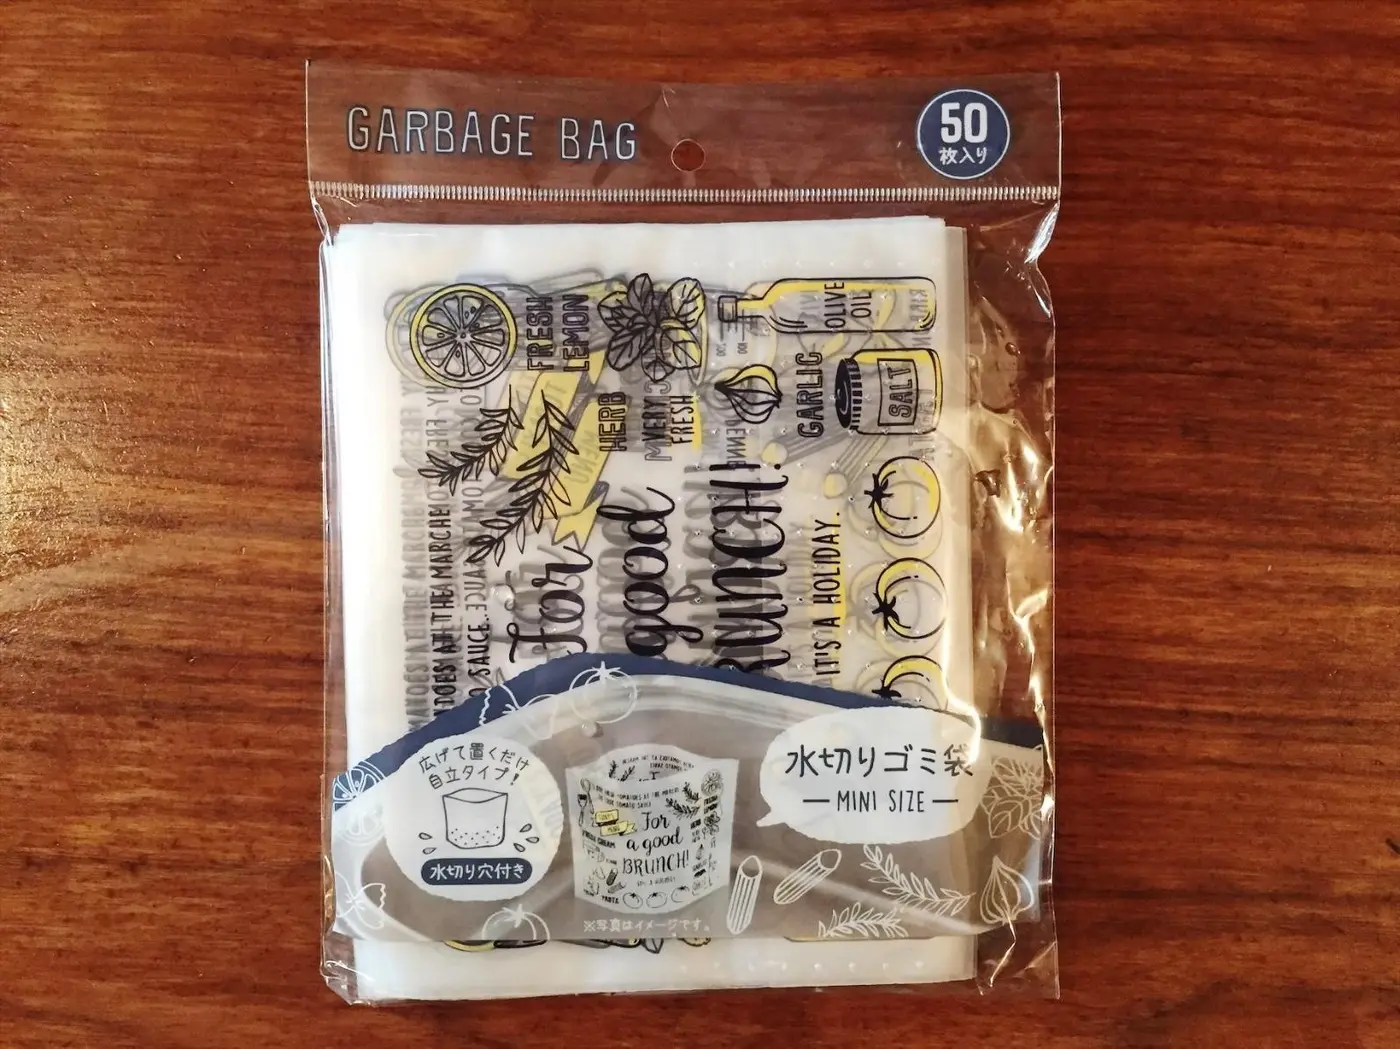 GARBAGE BAG
50
枚入り
FRESH
LEMON
HERB
VERY
FRESH
OLIVE
OIL
GARLIC
SALT
PENNE
AT THE MARCHE
SAUCE..
For
good
BRUNCH!
IT'S A HOLIDAY.
広げて置くだけ
自立タイプ!
水切り穴付き
For
a good
BRUNCH!
水切りゴミ袋
MINI SIZE
※写真はイメージです。